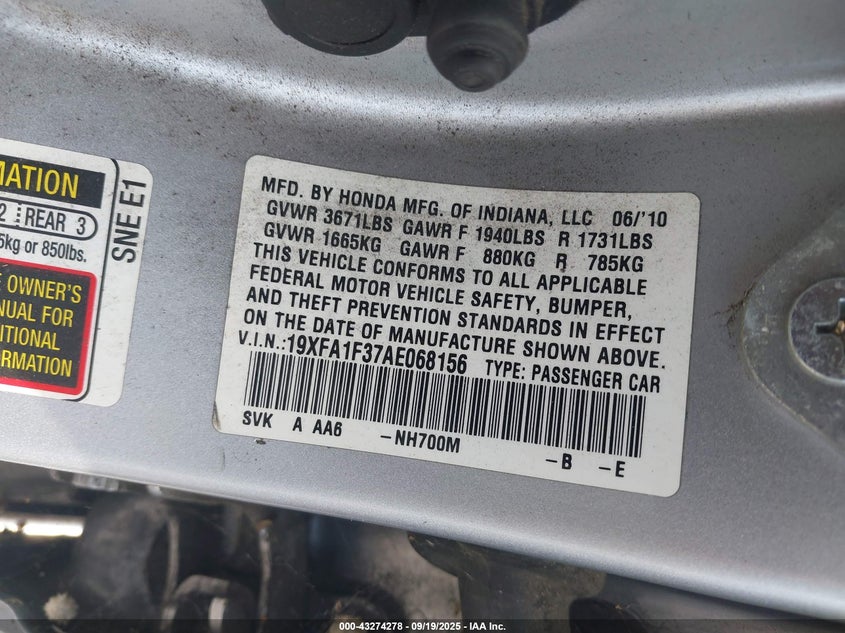 MATION
2 REAR 3
5kg or 850lbs.
E OWNER'S
NUAL FOR
ITIONAL
ORMATION
SNE E1
MFD. BY HONDA MFG. OF INDIANA, LLC 06/'10
GVWR 3671LBS GAWR F 1940LBS R 1731LBS
GVWR 1665KG GAWR F 880KG R 785KG
THIS VEHICLE CONFORMS TO ALL APPLICABLE
FEDERAL MOTOR VEHICLE SAFETY, BUMPER,
AND THEFT PREVENTION STANDARDS IN EFFECT
ON THE DATE OF MANUFACTURE SHOWN ABOVE.
V.I.N.:19XFA1F37AE068156 TYPE: PASSENGER CAR
SVK A AA6 -NH700M -B -E
000-43274278 - 09/19/2025 - IAA Inc.